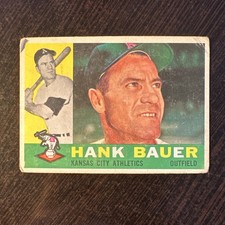 HANK BAUER
KANSAS CITY ATHLETICS OUTFIELD